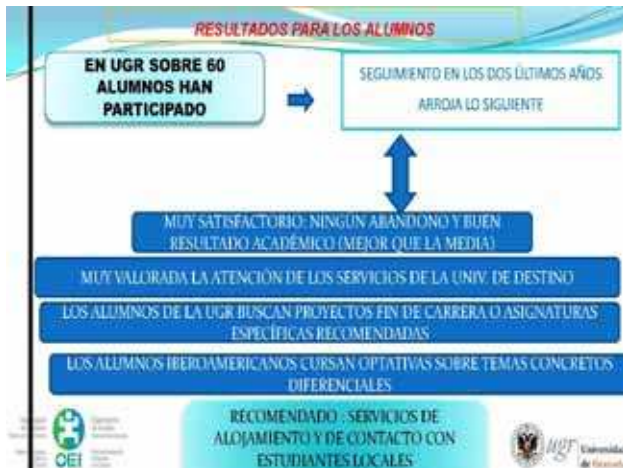 RESULTADOS PARA LOS ALUMNOS
EN UGR SOBRE 60
ALUMNOS HAN
PARTICIPADO
SEGUIMIENTO EN LOS DOS ÚLTIMOS AÑOS
ARROJA LO SIGUIENTE
MUY SATISFACTORIO: NINGÚN ABANDONO Y BUEN
RESULTADO ACADÉMICO (MEJOR QUE LA MEDIA)
MUY VALORADA LA ATENCIÓN DE LOS SERVICIOS DE LA UNIV. DE DESTINO
LOS ALUMNOS DE LA UGR BUSCAN PROYECTOS FIN DE CARRERA O ASIGNATURAS
ESPECÍFICAS RECOMENDADAS
LOS ALUMNOS IBEROAMERICANOS CURSAN OPTATIVAS SOBRE TEMAS CONCRETOS
DIFERENCIALES
RECOMENDADO : SERVICIOS DE
ALOJAMIENTO Y DE CONTACTO CON
ESTUDIANTES LOCALES
OEI
ugr Universidad
de Granada